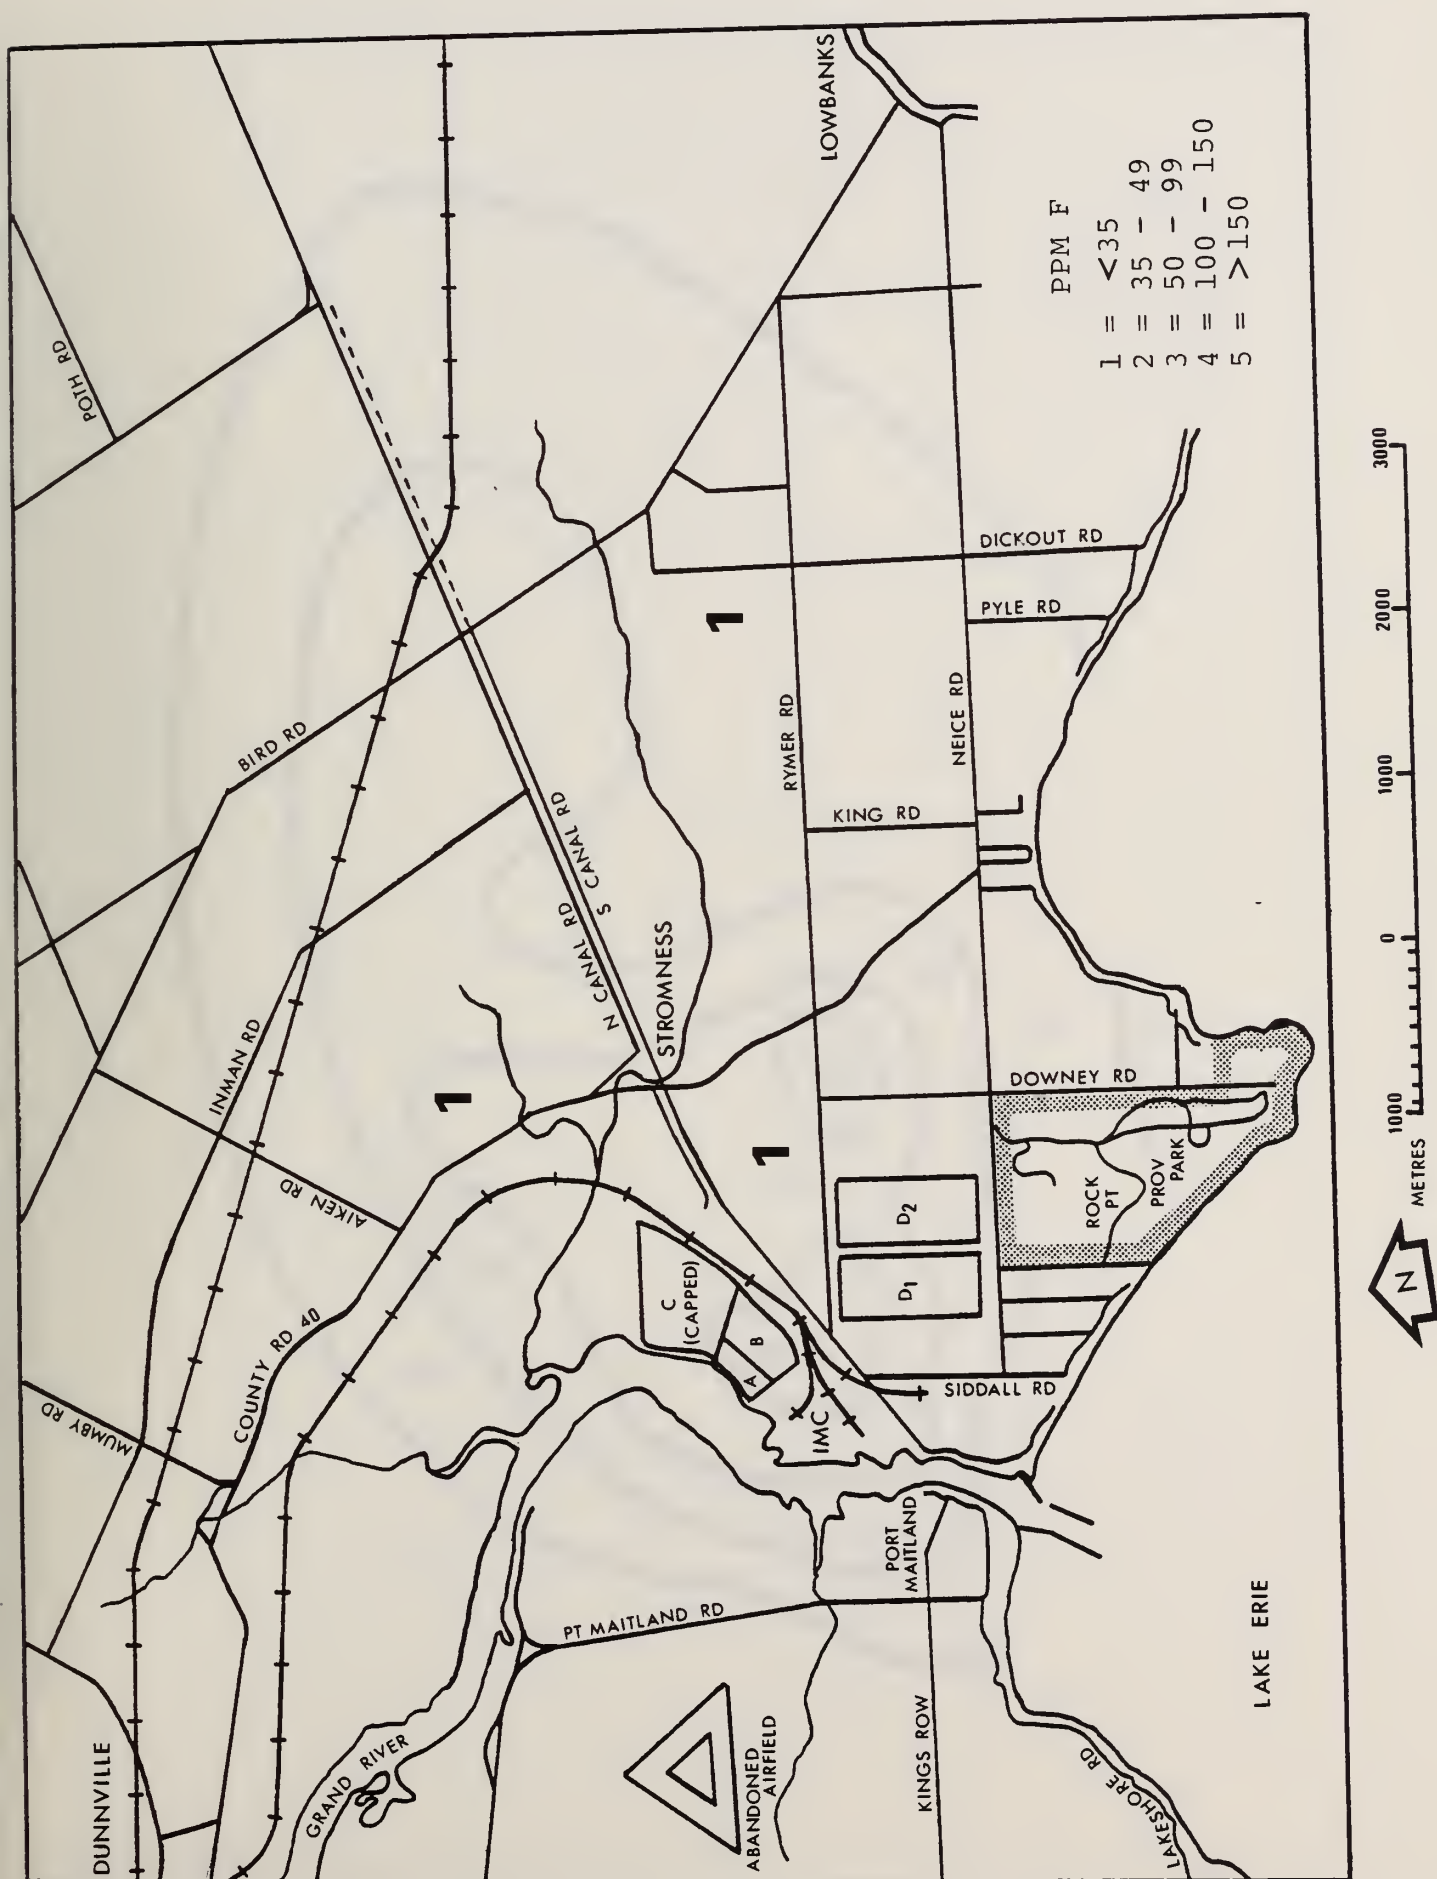 DUNNVILLE
MUMBY RD
COUNTY RD 40
AIKEN RD
INMAN RD
BIRD RD
POTH RD
GRAND RIVER
N CANAL RD
S CANAL RD
STROMNESS
LOWBANKS
1
1
1
PT MAITLAND RD
ABANDONED
AIRFIELD
C
(CAPPED)
A
B
IMC
D1
D2
RYMER RD
NEICE RD
KING RD
PYLE RD
DICKOUT RD
DOWNEY RD
SIDDALL RD
PORT
MAITLAND
KINGS ROW
ROCK
PT
PROV
PARK
LAKESHORE RD
LAKE ERIE
PPM F
1 = <35
2 = 35 - 49
3 = 50 - 99
4 = 100 - 150
5 = >150
N
METRES
1000 0 1000 2000 3000